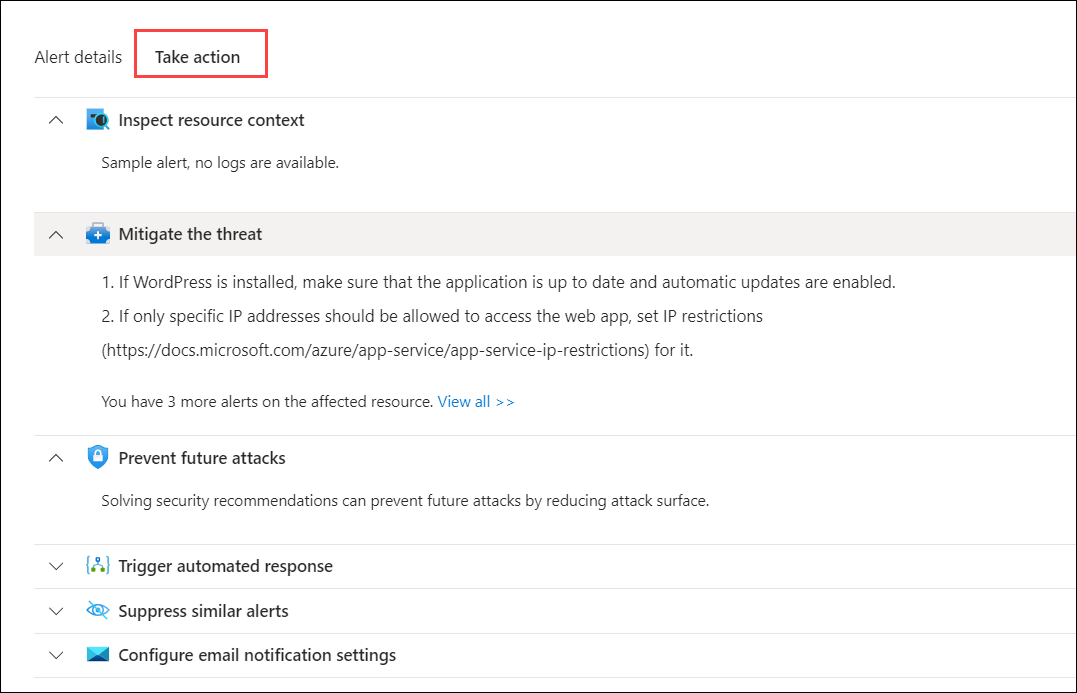 Alert details
Take action
Inspect resource context
Sample alert, no logs are available.
Mitigate the threat
1. If WordPress is installed, make sure that the application is up to date and automatic updates are enabled.
2. If only specific IP addresses should be allowed to access the web app, set IP restrictions
(https://docs.microsoft.com/azure/app-service/app-service-ip-restrictions) for it.
You have 3 more alerts on the affected resource. View all >>
Prevent future attacks
Solving security recommendations can prevent future attacks by reducing attack surface.
Trigger automated response
Suppress similar alerts
Configure email notification settings